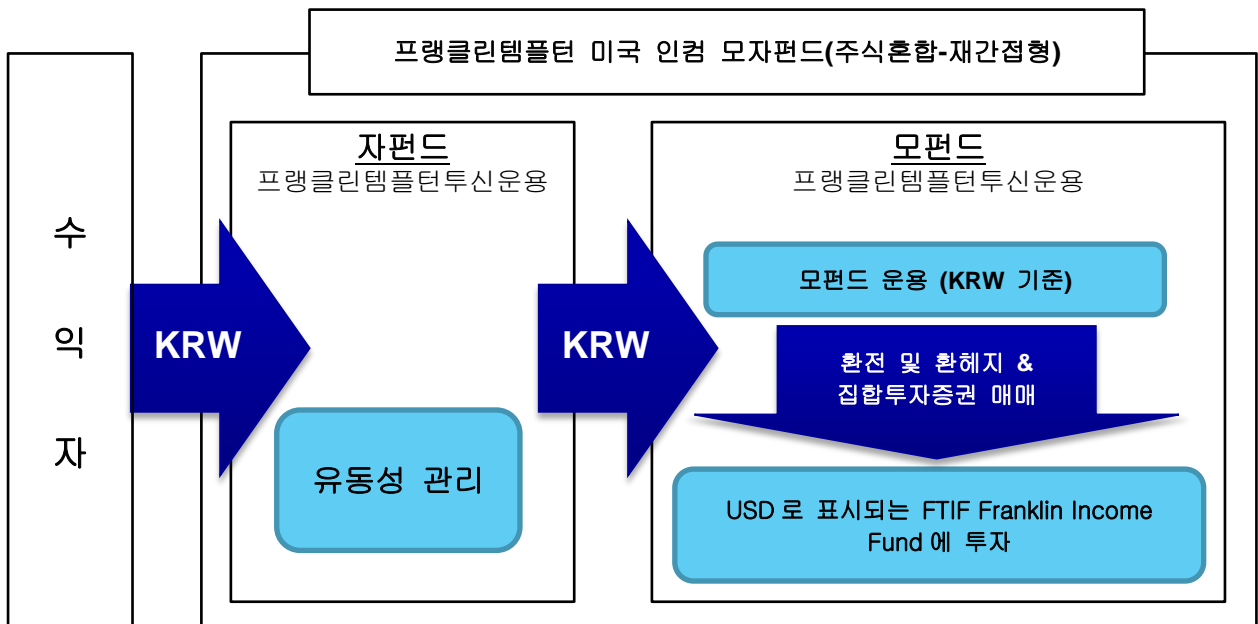 프랭클린템플턴 미국 인컴 모자펀드(주식혼합-재간접형)
수
익
자
KRW
자펀드
프랭클린템플턴투신운용
유동성 관리
KRW
모펀드
프랭클린템플턴투신운용
모펀드 운용 (KRW 기준)
환전 및 환헤지 &
집합투자증권 매매
USD 로 표시되는 FTIF Franklin Income
Fund 에 투자